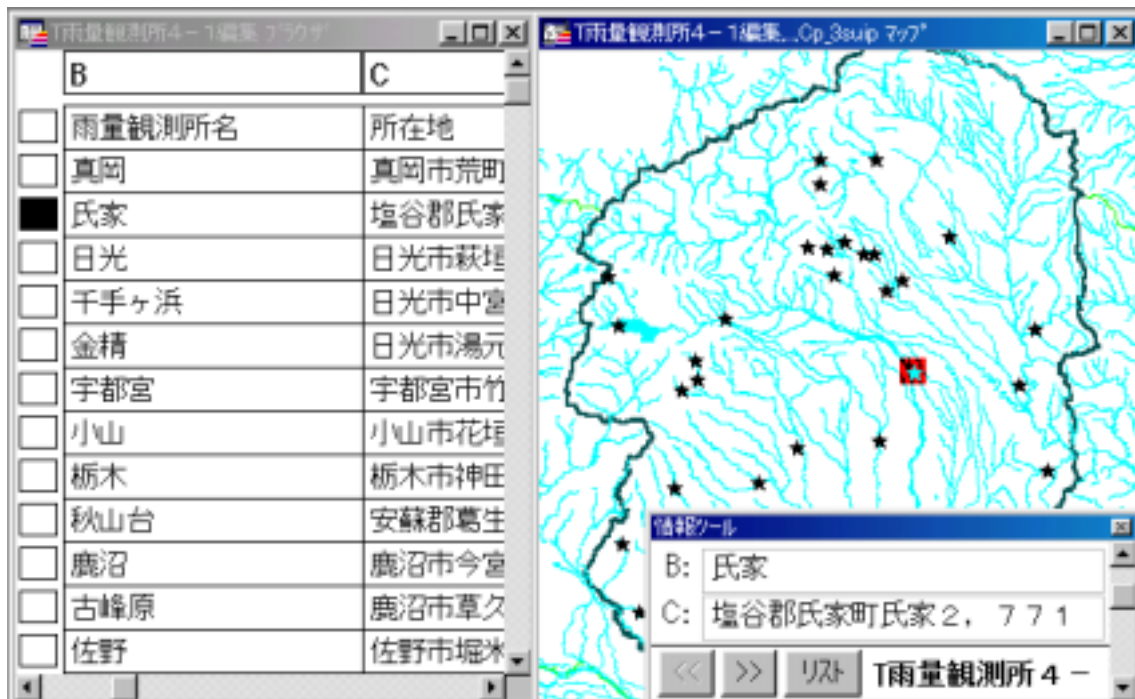 T雨量観測所4－1編集 ブラウザ
B C
雨量観測所名 所在地
真岡 真岡市荒町
氏家 塩谷郡氏家
日光 日光市萩垣
千手ヶ浜 日光市中宮
金精 日光市湯元
宇都宮 宇都宮市竹
小山 小山市花垣
栃木 栃木市神田
秋山台 安蘇郡葛生
鹿沼 鹿沼市今宮
古峰原 鹿沼市草久
佐野 佐野市堀米
T雨量観測所4－1編集,..Cp_3suip マップ
情報ツール
B: 氏家
C: 塩谷郡氏家町氏家２，７７１
<< >> リスト T雨量観測所４－